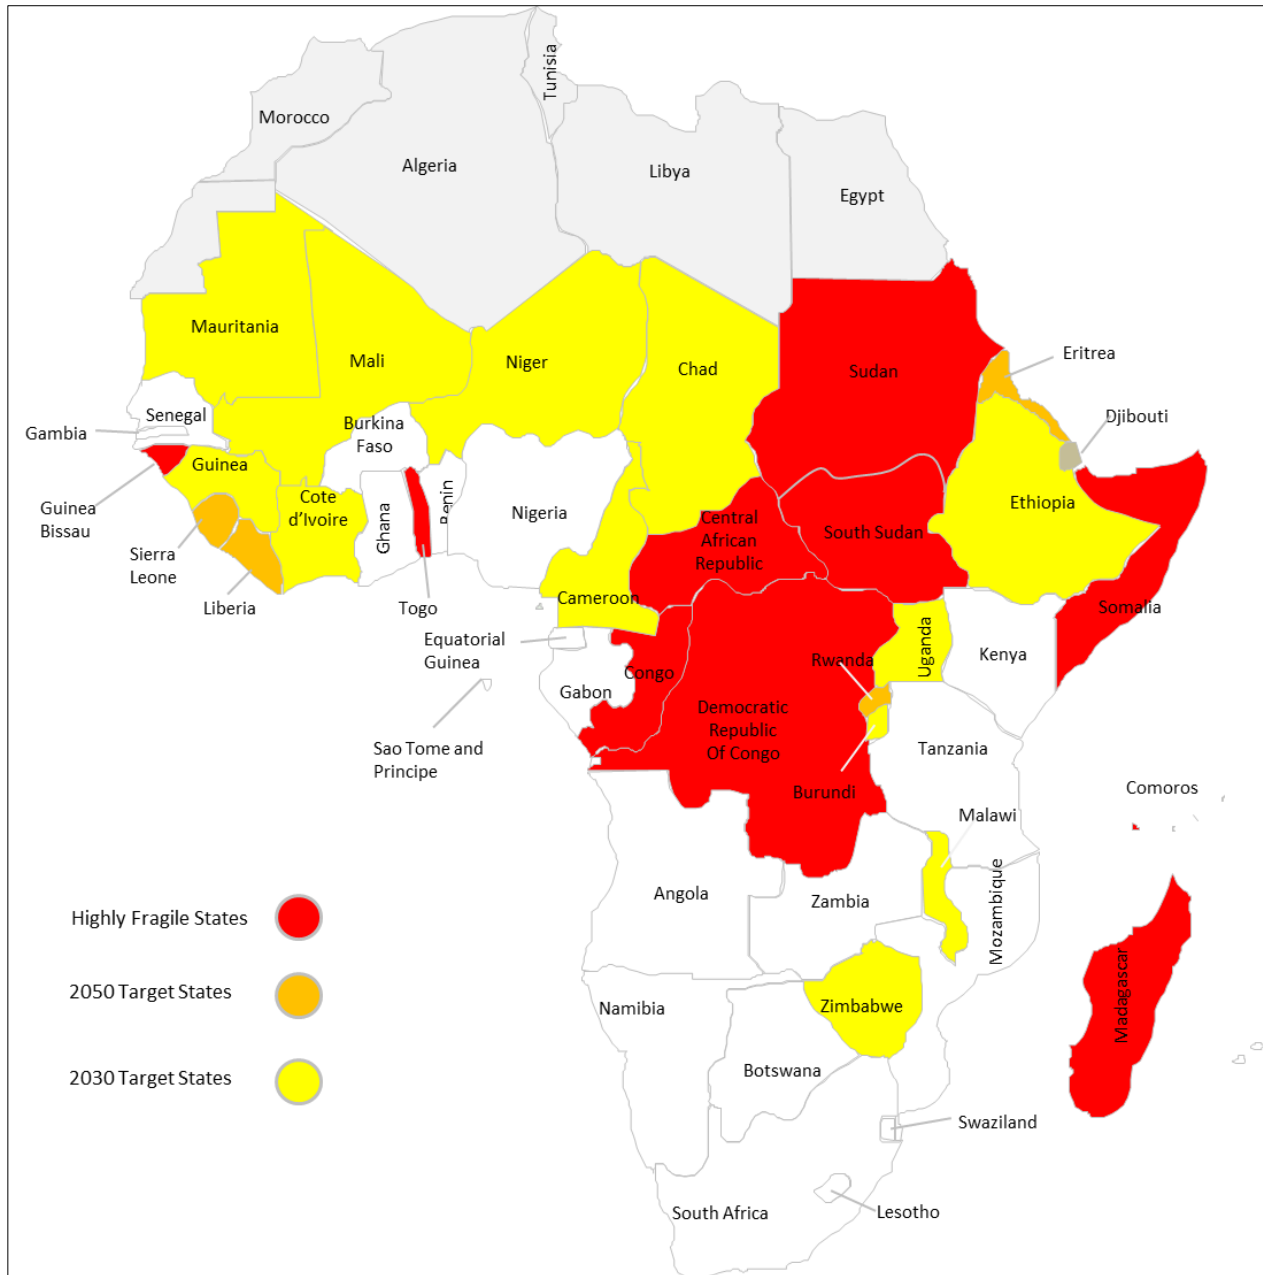 Tunisia
Morocco
Algeria
Libya
Egypt
Mauritania
Mali
Niger
Chad
Sudan
Eritrea
Senegal
Gambia
Burkina
Faso
Djibouti
Guinea
Guinea
Bissau
Cote
d'Ivoire
Ghana
Benin
Nigeria
Central
African
Republic
South Sudan
Ethiopia
Sierra
Leone
Liberia
Togo
Cameroon
Somalia
Equatorial
Guinea
Congo
Rwanda
Uganda
Kenya
Gabon
Democratic
Republic
Of Congo
Sao Tome and
Principe
Tanzania
Burundi
Comoros
Malawi
Angola
Zambia
Mozambique
Highly Fragile States
2050 Target States
2030 Target States
Namibia
Zimbabwe
Madagascar
Botswana
Swaziland
South Africa
Lesotho